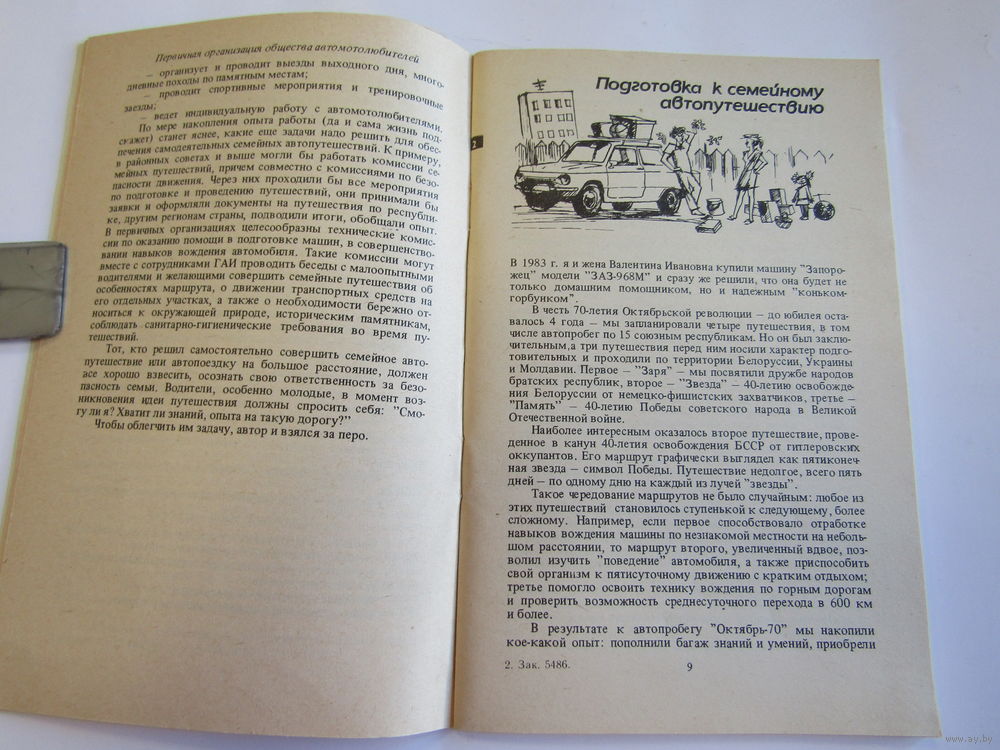 Первичная организация общества автомотолюбителей
– организует и проводит выезды выходного дня, много-
дневные походы по памятным местам;
– проводит спортивные мероприятия и тренировочные
заезды;
– ведет индивидуальную работу с автомотолюбителями.
По мере накопления опыта работы (да и сама жизнь под-
скажет) станет яснее, какие еще задачи надо решить для обес-
печения самодеятельных семейных автопутешествий. К примеру,
в районных советах и выше могли бы работать комиссии се-
мейных путешествий, причем совместно с комиссиями по безо-
пасности движения. Через них проходили бы все мероприятия
по подготовке и проведению путешествий, они принимали бы
заявки и оформляли документы на путешествия по республи-
ке, другим регионам страны, подводили итоги, обобщали опыт.
В первичных организациях целесообразны технические комис-
сии по оказанию помощи в подготовке машин, в совершенство-
вании навыков вождения автомобиля. Такие комиссии могут
вместе с сотрудниками ГАИ проводить беседы с малоопытными
водителями и желающими совершить семейные путешествия об
особенностях маршрута, о движении транспортных средств на
его отдельных участках, а также о необходимости бережно от-
носиться к окружающей природе, историческим памятникам,
соблюдать санитарно-гигиенические требования во время пу-
тешествий.
Тот, кто решил самостоятельно совершить семейное авто-
путешествие или автопоездку на большое расстояние, должен
все хорошо взвесить, осознать свою ответственность за безо-
пасность семьи. Водители, особенно молодые, в момент воз-
никновения идеи путешествия должны спросить себя: "Смо-
гу ли я? Хватит ли знаний, опыта на такую дорогу?"
Чтобы облегчить им задачу, автор и взялся за перо.
2
Подготовка к семейному
автопутешествию
В 1983 г. я и жена Валентина Ивановна купили машину "Запоро-
жец" модели "ЗАЗ-968М" и сразу же решили, что она будет не
только домашним помощником, но и надежным "коньком-
горбунком".
В честь 70-летия Октябрьской революции – до юбилея оста-
валось 4 года – мы запланировали четыре путешествия, в том
числе автопробег по 15 союзным республикам. Но он был заклю-
чительным,а три путешествия перед ним носили характер подго-
товительных и проходили по территории Белоруссии, Украины
и Молдавии. Первое – "Заря" – мы посвятили дружбе народов
братских республик, второе – "Звезда" – 40-летию освобожде-
ния Белоруссии от немецко-фишистских захватчиков, третье –
"Память" – 40-летию Победы советского народа в Великой
Отечественной войне.
Наиболее интересным оказалось второе путешествие, прове-
денное в канун 40-летия освобождения БССР от гитлеровских
оккупантов. Его маршрут графически выглядел как пятиконеч-
ная звезда – символ Победы. Путешествие недолгое, всего пять
дней – по одному дню на каждый из лучей "звезды".
Такое чередование маршрутов не было случайным: любое из
этих путешествий становилось ступенькой к следующему, более
сложному. Например, если первое способствовало отработке
навыков вождения машины по незнакомой местности на неболь-
шом расстоянии, то маршрут второго, увеличенный вдвое, поз-
волил изучить "поведение" автомобиля, а также приспособить
свой организм к пятисуточному движению с кратким отдыхом;
третье помогло освоить технику вождения по горным дорогам
и проверить возможность среднесуточного перехода в 600 км
и более.
В результате к автопробегу "Октябрь-70" мы накопили
кое-какой опыт: пополнили багаж знаний и умений, приобрели
2. Зак. 5486.
9
www.ay.by